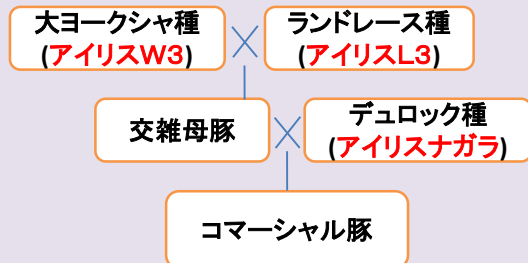 大ヨークシャ種
(アイリスW3)
ランドレース種
(アイリスL3)
交雑母豚
デュロック種
(アイリスナガラ)
コマーシャル豚